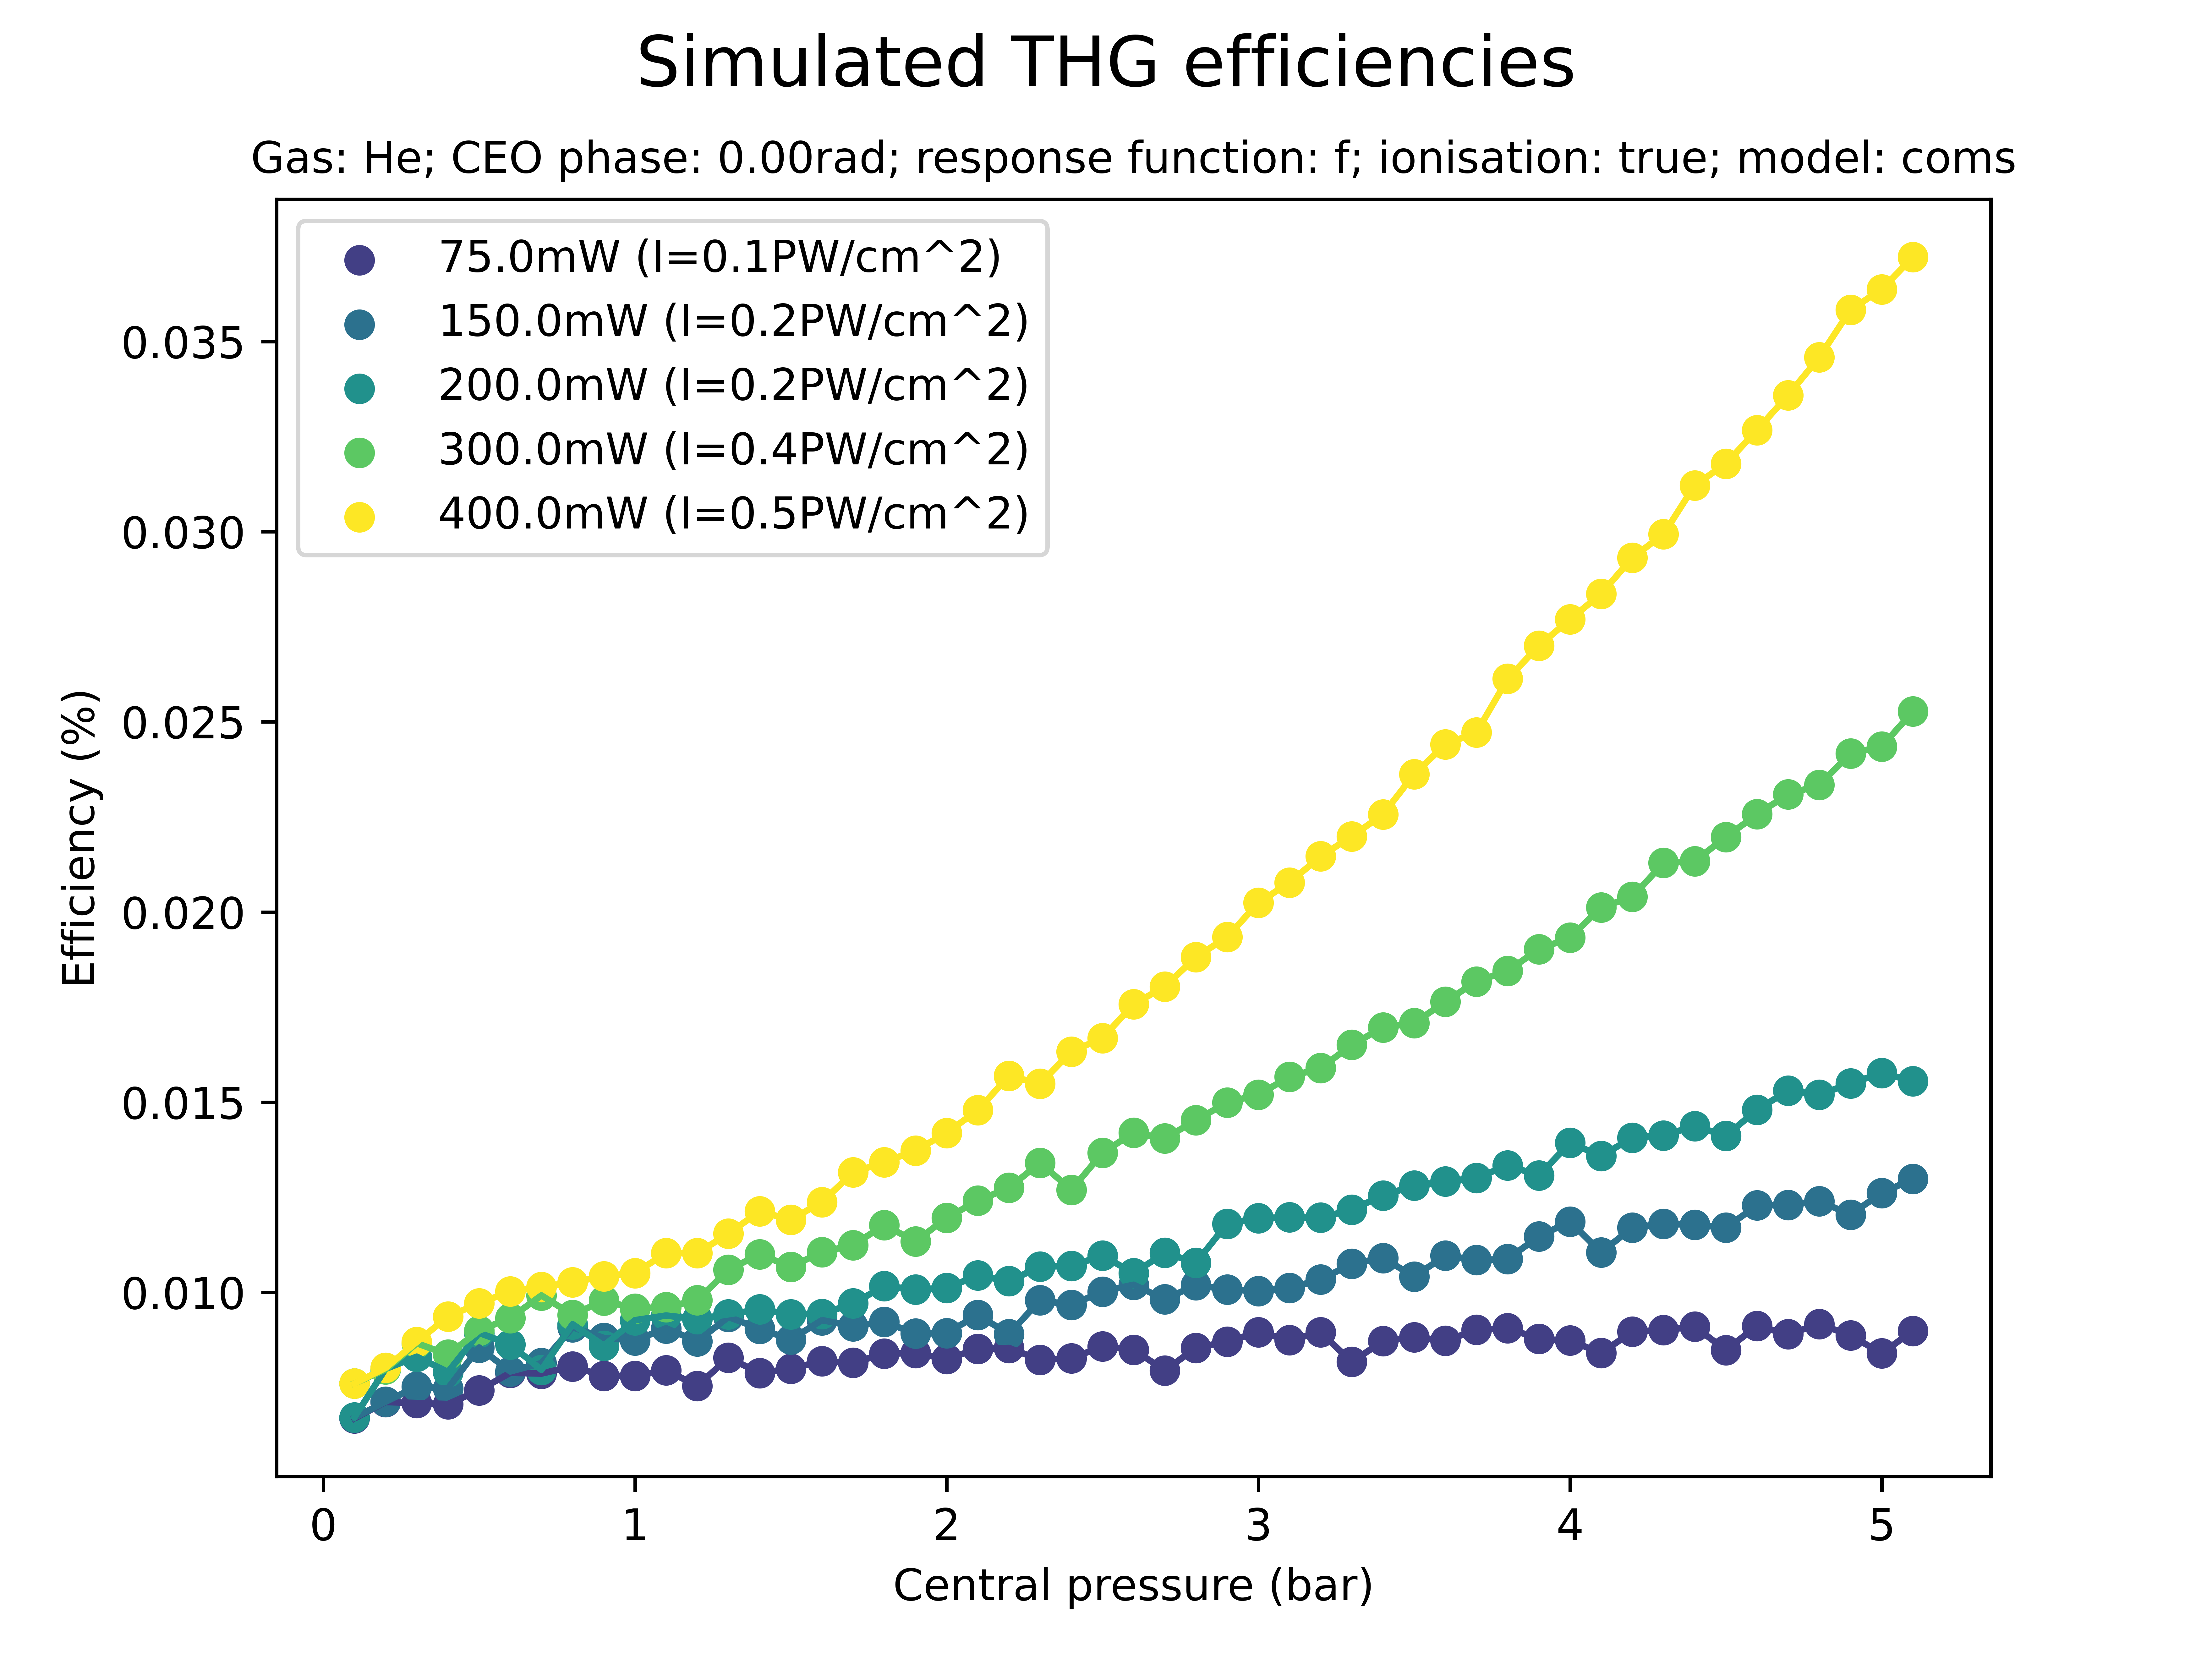 Simulated THG efficiencies
Gas: He; CEO phase: 0.00rad; response function: f; ionisation: true; model: coms
75.0mW (I=0.1PW/cm^2)
150.0mW (I=0.2PW/cm^2)
200.0mW (I=0.2PW/cm^2)
300.0mW (I=0.4PW/cm^2)
400.0mW (I=0.5PW/cm^2)
Efficiency (%)
0.035
0.030
0.025
0.020
0.015
0.010
0 1 2 3 4 5
Central pressure (bar)